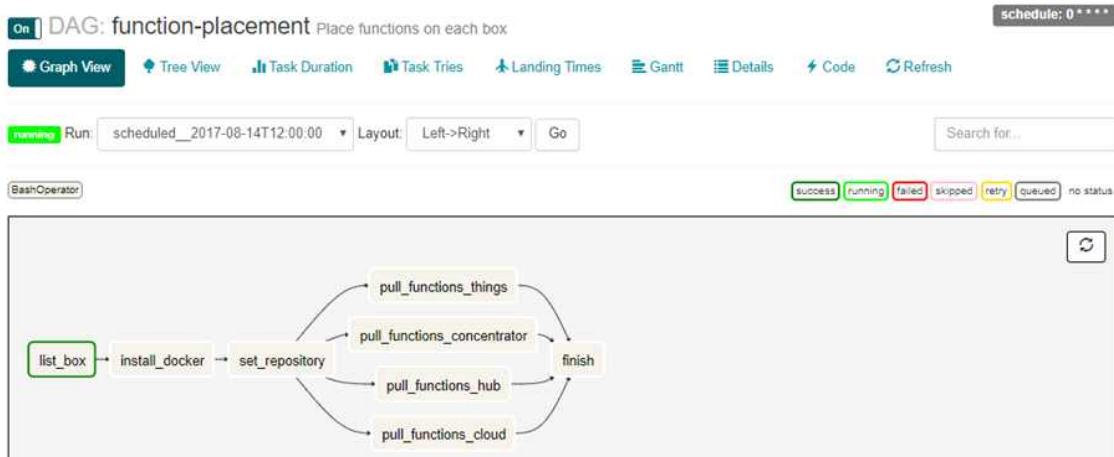 schedule: 0 * * * *
On DAG: function-placement Place functions on each box
Graph View Tree View Task Duration Task Tries Landing Times Gantt Details Code Refresh
running Run: scheduled__2017-08-14T12:00:00 Layout: Left->Right Go Search for...
BashOperator success running failed skipped retry queued no status
pull_functions_things
pull_functions_concentrator
list_box install_docker set_repository finish
pull_functions_hub
pull_functions_cloud